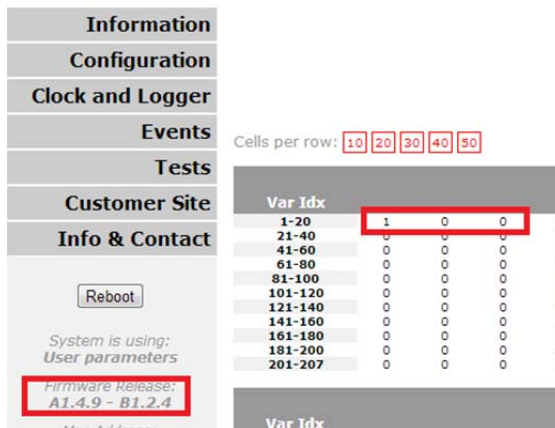 Information
Configuration
Clock and Logger
Events
Tests
Customer Site
Info & Contact
Reboot
System is using:
User parameters
Firmware Release:
A1.4.9 - B1.2.4
Cells per row: 10 20 30 40 50
Var Idx
1-20 1 0 0
21-40 0 0 0
41-60 0 0 0
61-80 0 0 0
81-100 0 0 0
101-120 0 0 0
121-140 0 0 0
141-160 0 0 0
161-180 0 0 0
181-200 0 0 0
201-207 0 0 0
Var Idx